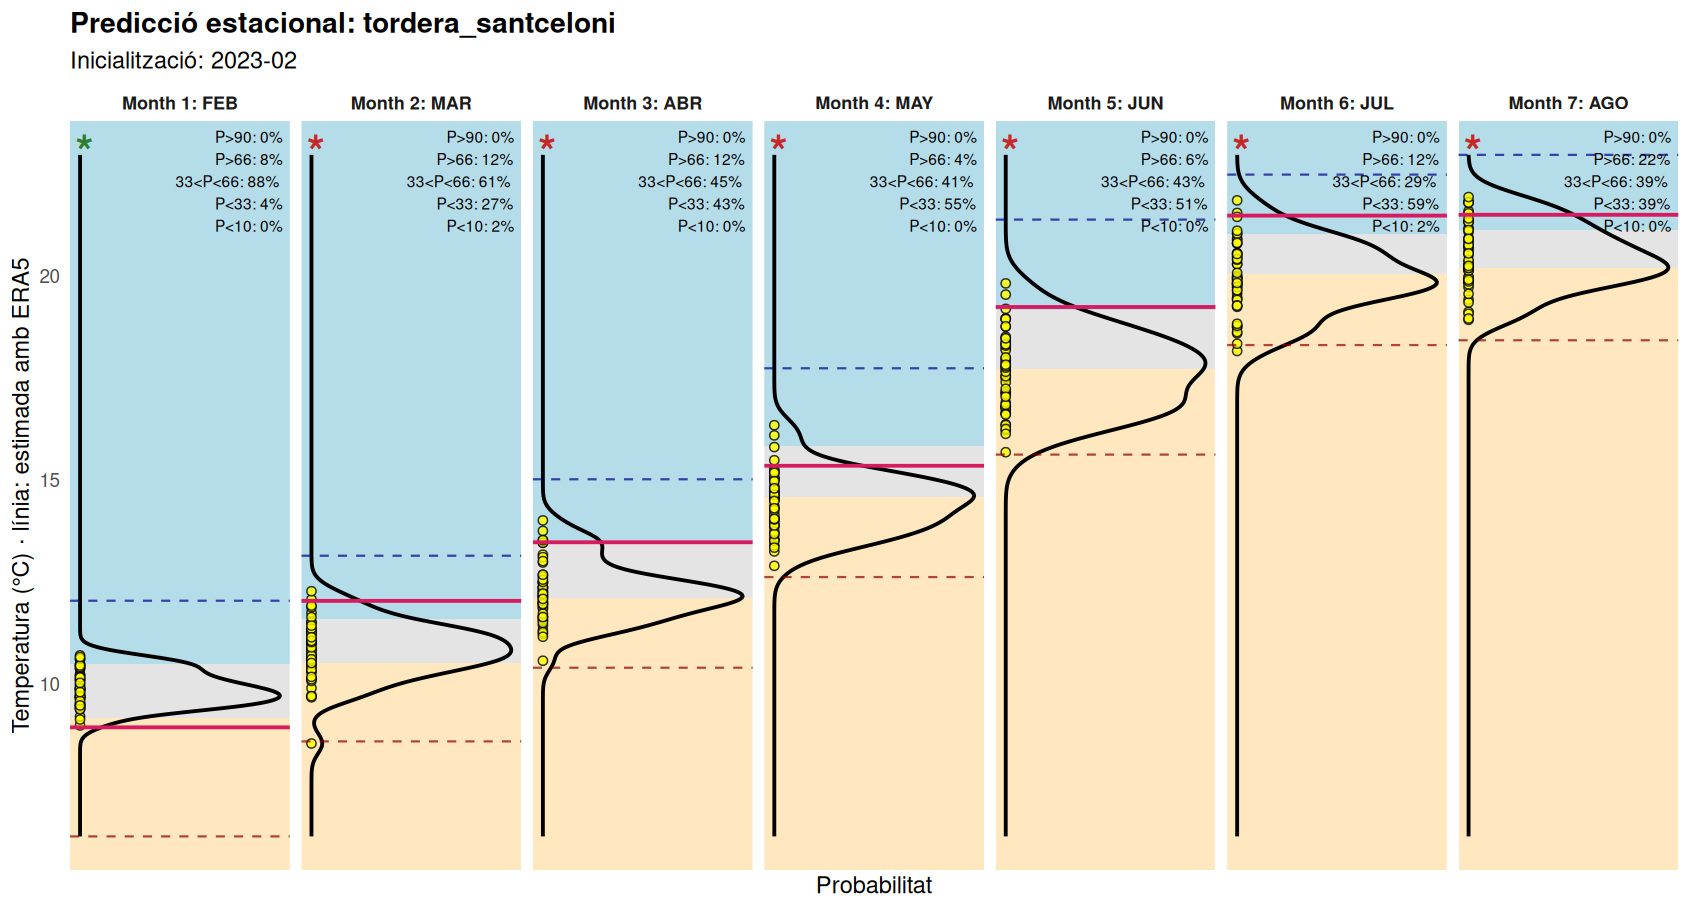 Predicció estacional: tordera_santceloni
Inicialització: 2023-02
Month 1: FEB
Month 2: MAR
Month 3: ABR
Month 4: MAY
Month 5: JUN
Month 6: JUL
Month 7: AGO
*
P>90: 0%
P>66: 8%
33<P<66: 88%
P<33: 4%
P<10: 0%
*
P>90: 0%
P>66: 12%
33<P<66: 61%
P<33: 27%
P<10: 2%
*
P>90: 0%
P>66: 12%
33<P<66: 45%
P<33: 43%
P<10: 0%
*
P>90: 0%
P>66: 4%
33<P<66: 41%
P<33: 55%
P<10: 0%
*
P>90: 0%
P>66: 6%
33<P<66: 43%
P<33: 51%
P<10: 0%
*
P>90: 0%
P>66: 12%
33<P<66: 29%
P<33: 59%
P<10: 2%
*
P>90: 0%
P>66: 22%
33<P<66: 39%
P<33: 39%
P<10: 0%
20
15
10
Temperatura (°C) · línia: estimada amb ERA5
Probabilitat